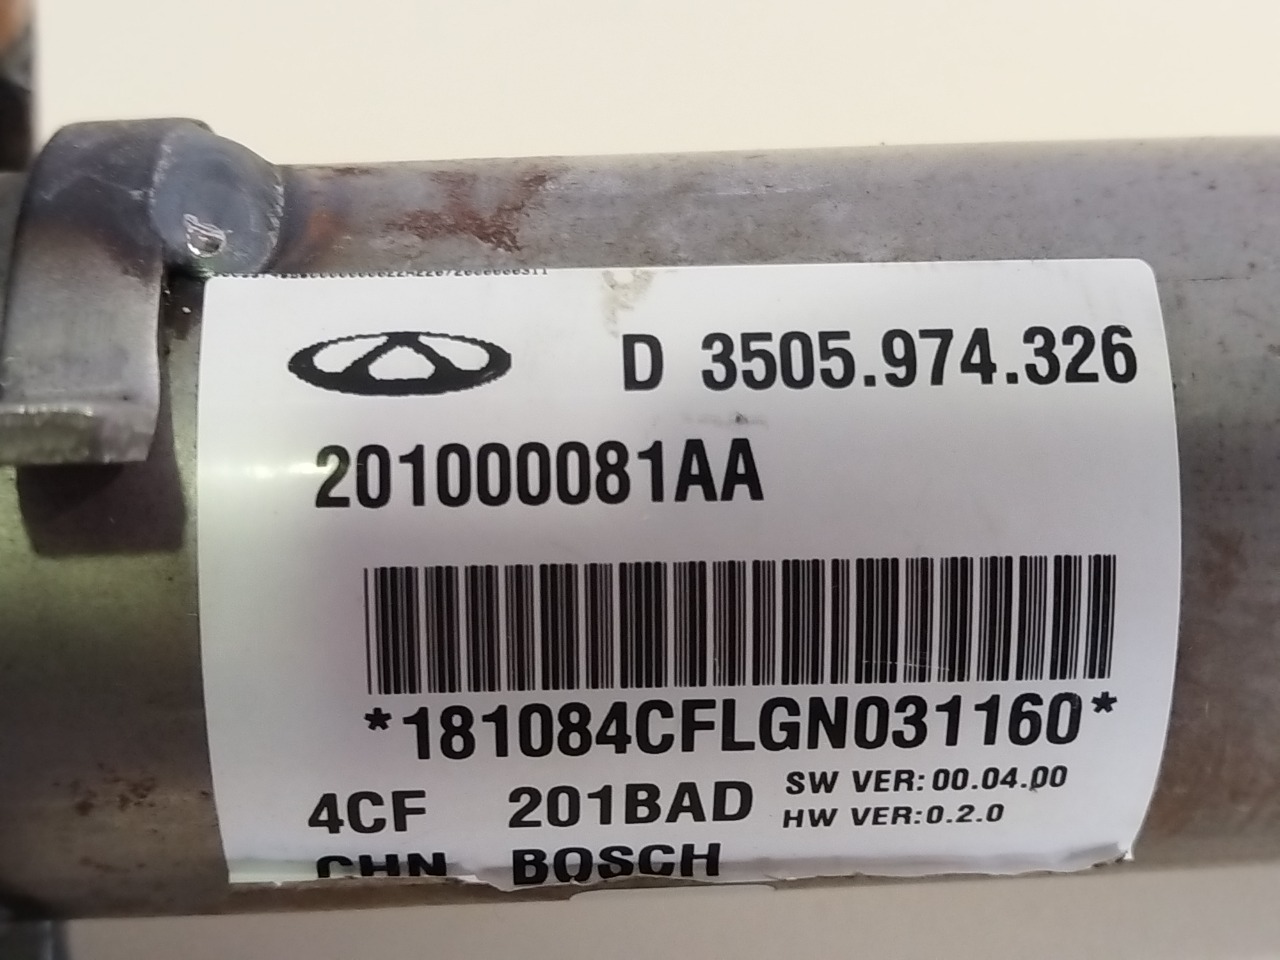 D 3505.974.326
201000081AA
*181084CFLGN031160*
4CF 201BAD SW VER: 00.04.00
HW VER:0.2.0
CHN BOSCH